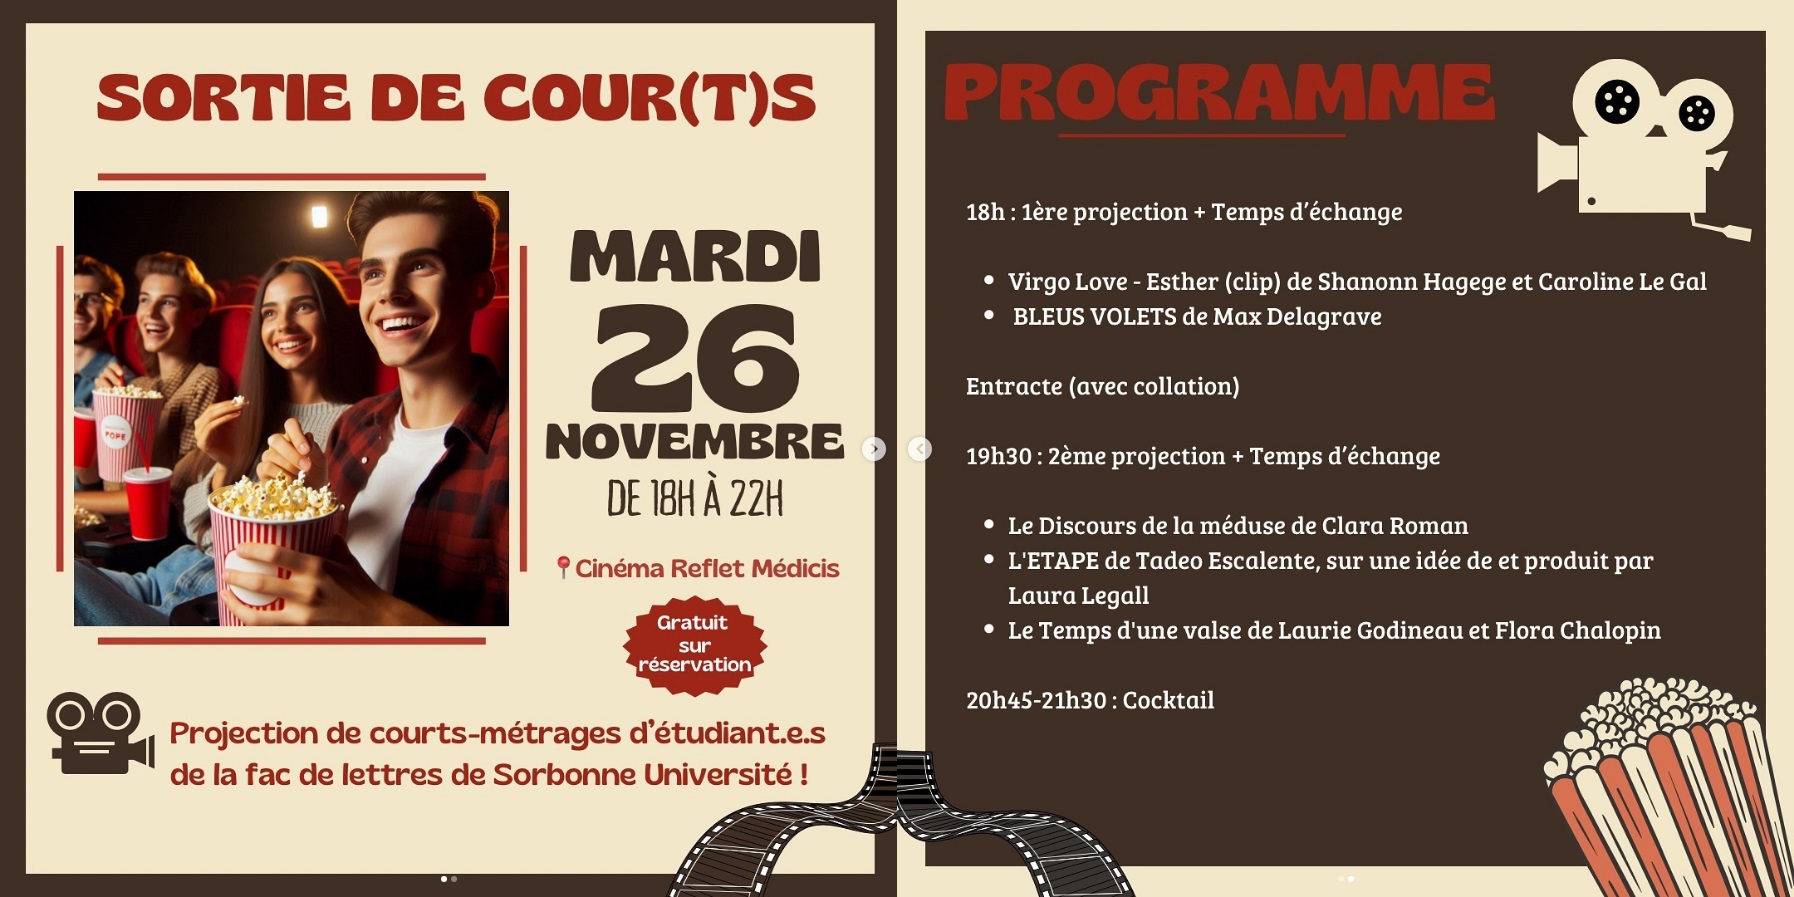 SORTIE DE COUR(T)S
POPE
MARDI
26
NOVEMBRE
DE 18H À 22H
Cinéma Reflet Médicis
Gratuit
sur
réservation
Projection de courts-métrages d'étudiant.e.s
de la fac de lettres de Sorbonne Université !
PROGRAMME
18h : 1ère projection + Temps d'échange
• Virgo Love - Esther (clip) de Shanonn Hagege et Caroline Le Gal
• BLEUS VOLETS de Max Delagrave
Entracte (avec collation)
19h30 : 2ème projection + Temps d'échange
• Le Discours de la méduse de Clara Roman
• L'ETAPE de Tadeo Escalente, sur une idée de et produit par
Laura Legall
• Le Temps d'une valse de Laurie Godineau et Flora Chalopin
20h45-21h30 : Cocktail